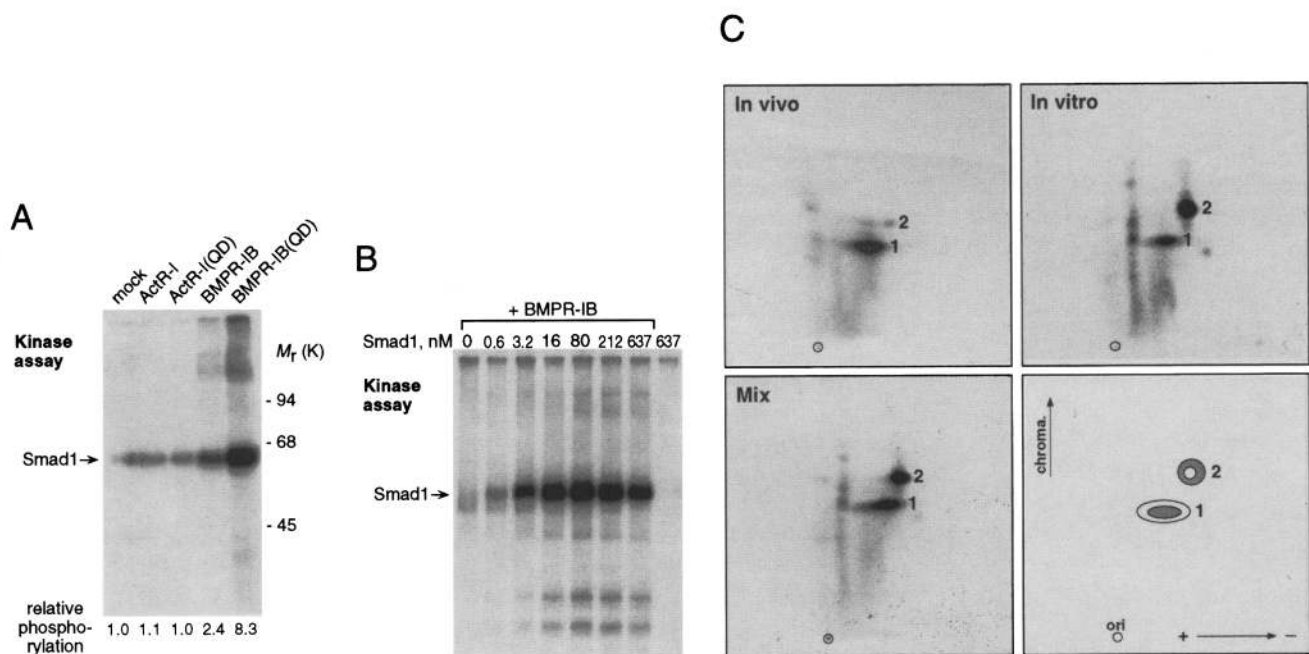 A
mock
ActR-I
ActR-I(QD)
BMPR-IB
BMPR-IB(QD)
Kinase
assay
Mr (K)
- 94
- 68
Smad1→
- 45
relative
phospho-
rylation
1.0 1.1 1.0 2.4 8.3
B
+ BMPR-IB
Smad1, nM 0 0.6 3.2 16 80 212 637 637
Kinase
assay
Smad1→
C
In vivo
2
1
In vitro
2
1
Mix
2
1
chroma.
2
1
ori
+ → −